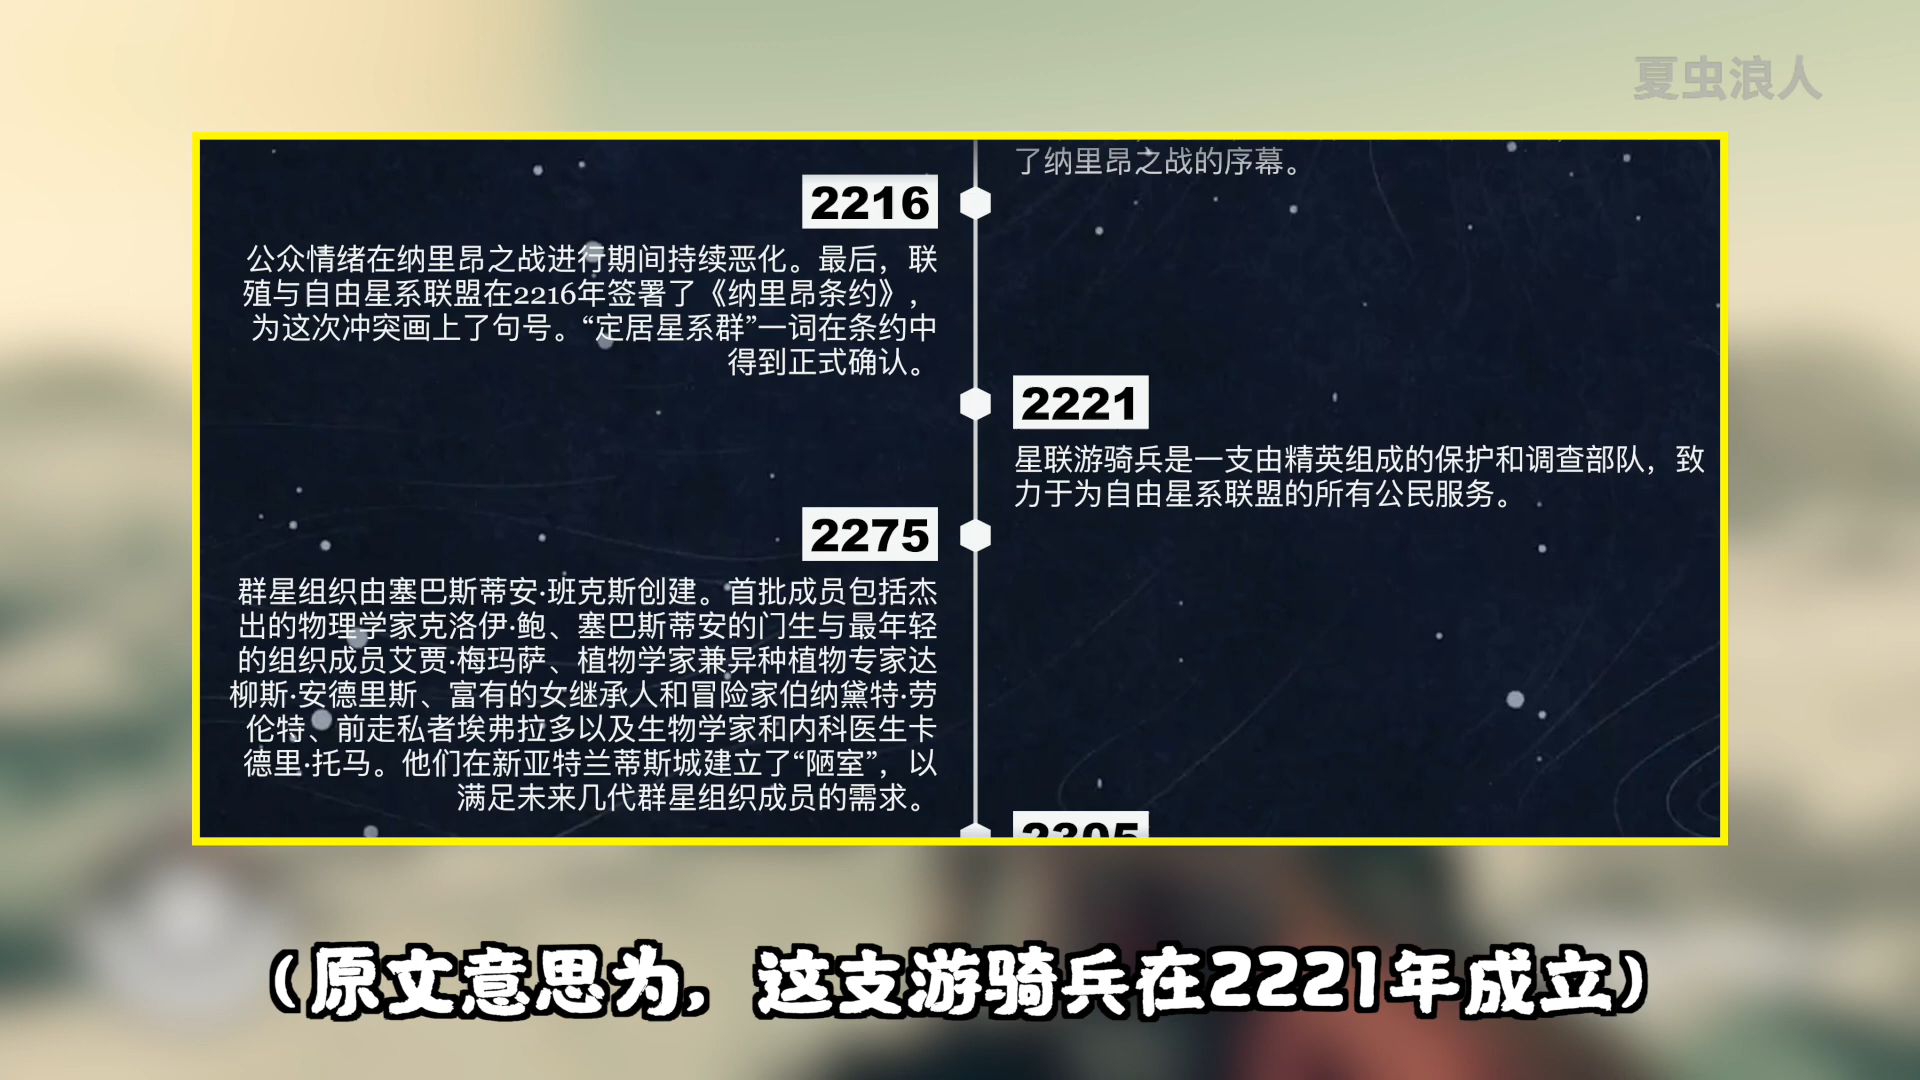 夏虫浪人
了纳里昂之战的序幕。
2216
公众情绪在纳里昂之战进行期间持续恶化。最后，联
殖与自由星系联盟在2216年签署了《纳里昂条约》，
为这次冲突画上了句号。“定居星系群”一词在条约中
得到正式确认。
2221
星联游骑兵是一支由精英组成的保护和调查部队，致
力于为自由星系联盟的所有公民服务。
2275
群星组织由塞巴斯蒂安·班克斯创建。首批成员包括杰
出的物理学家克洛伊·鲍、塞巴斯蒂安的门生与最年轻
的组织成员艾贾·梅玛萨、植物学家兼异种植物专家达
柳斯·安德里斯、富有的女继承人和冒险家伯纳黛特·劳
伦特、前走私者埃弗拉多以及生物学家和内科医生卡
德里·托马。他们在新亚特兰蒂斯城建立了“陋室”，以
满足未来几代群星组织成员的需求。
2305
（原文意思为，这支游骑兵在2221年成立）